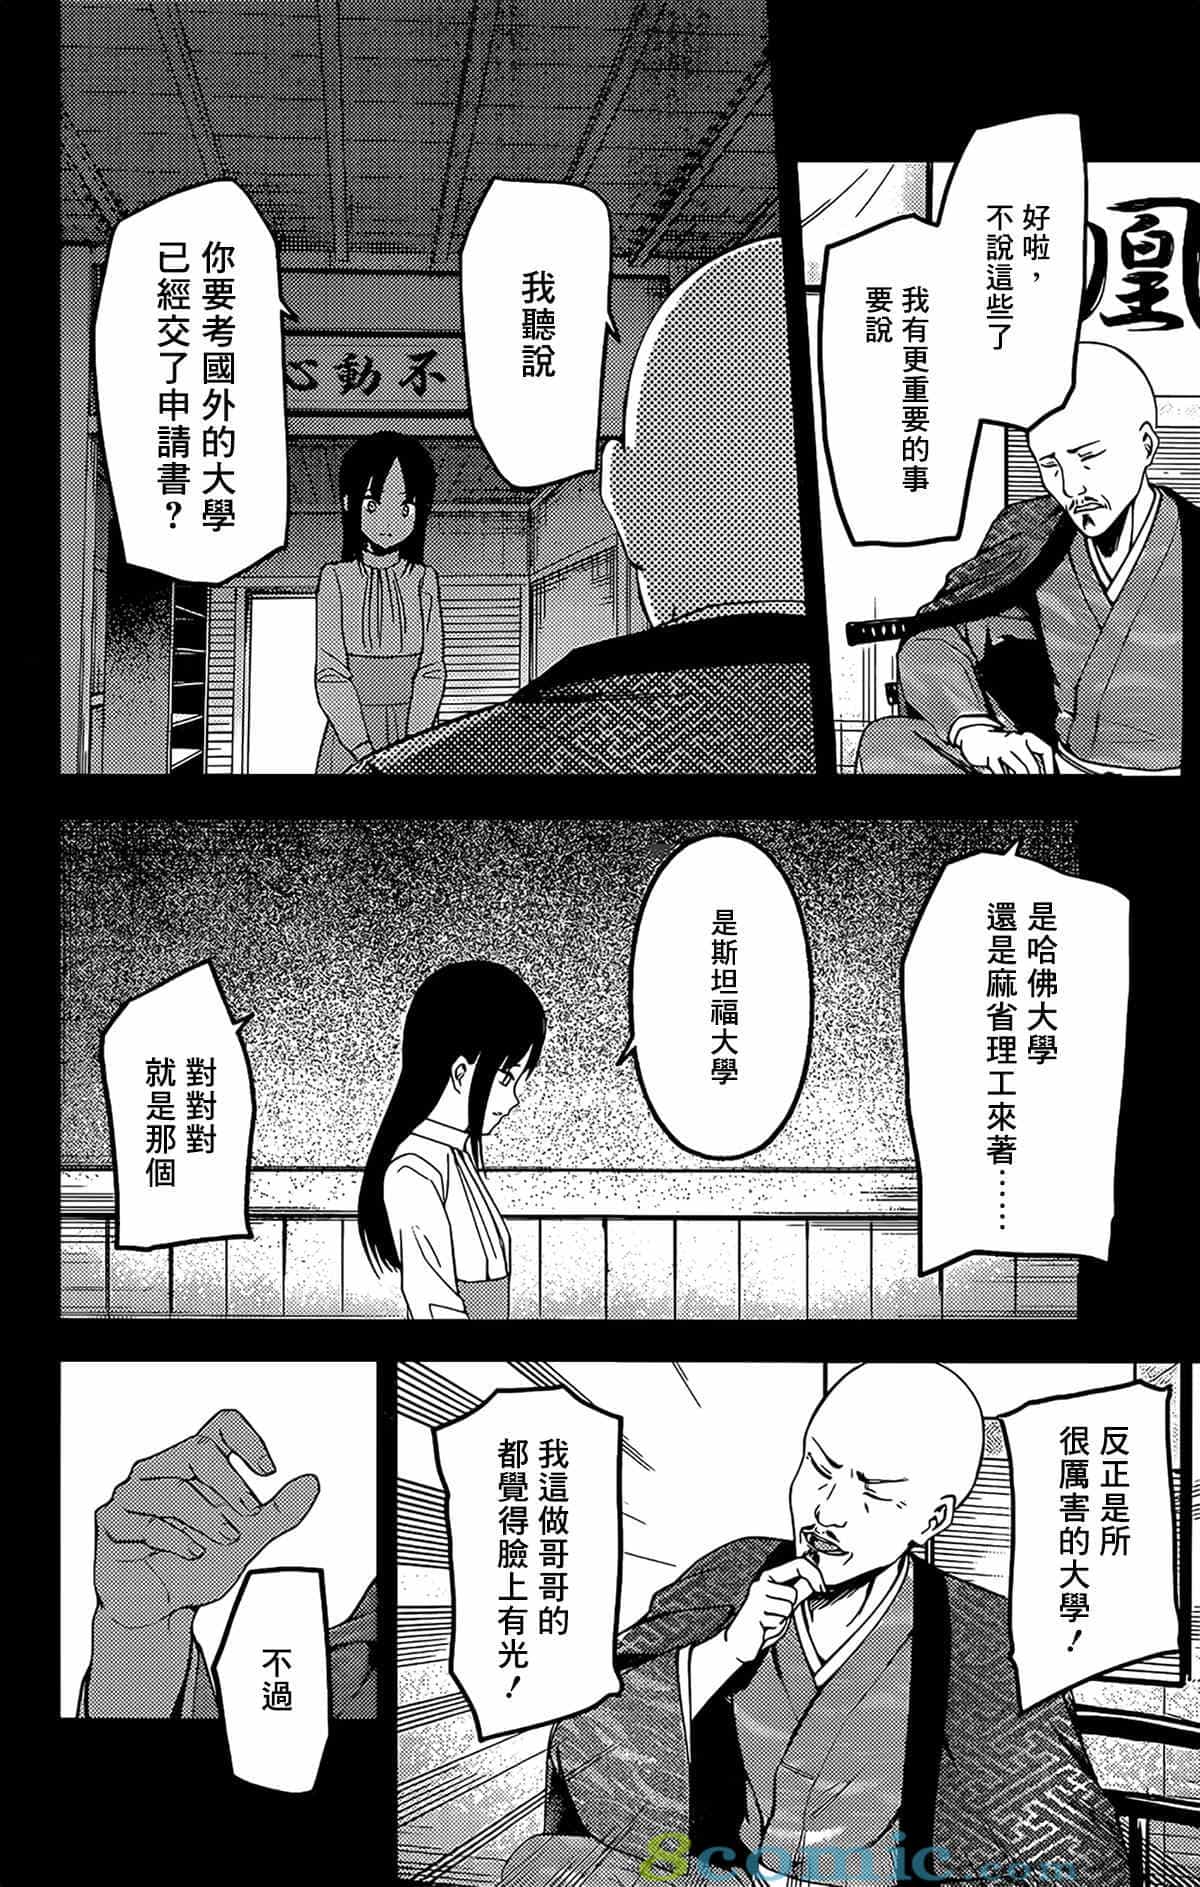 好啦，
不說這些了
我有更重要的事
要說
凰
我聽說
你要考國外的大學
已經交了申請書？
不動心
是哈佛大學
還是麻省理工來著……
是斯坦福大學
對對對
就是那個
反正是所
很厲害的大學！
我這做哥哥的
都覺得臉上有光！
不過
8comic.com